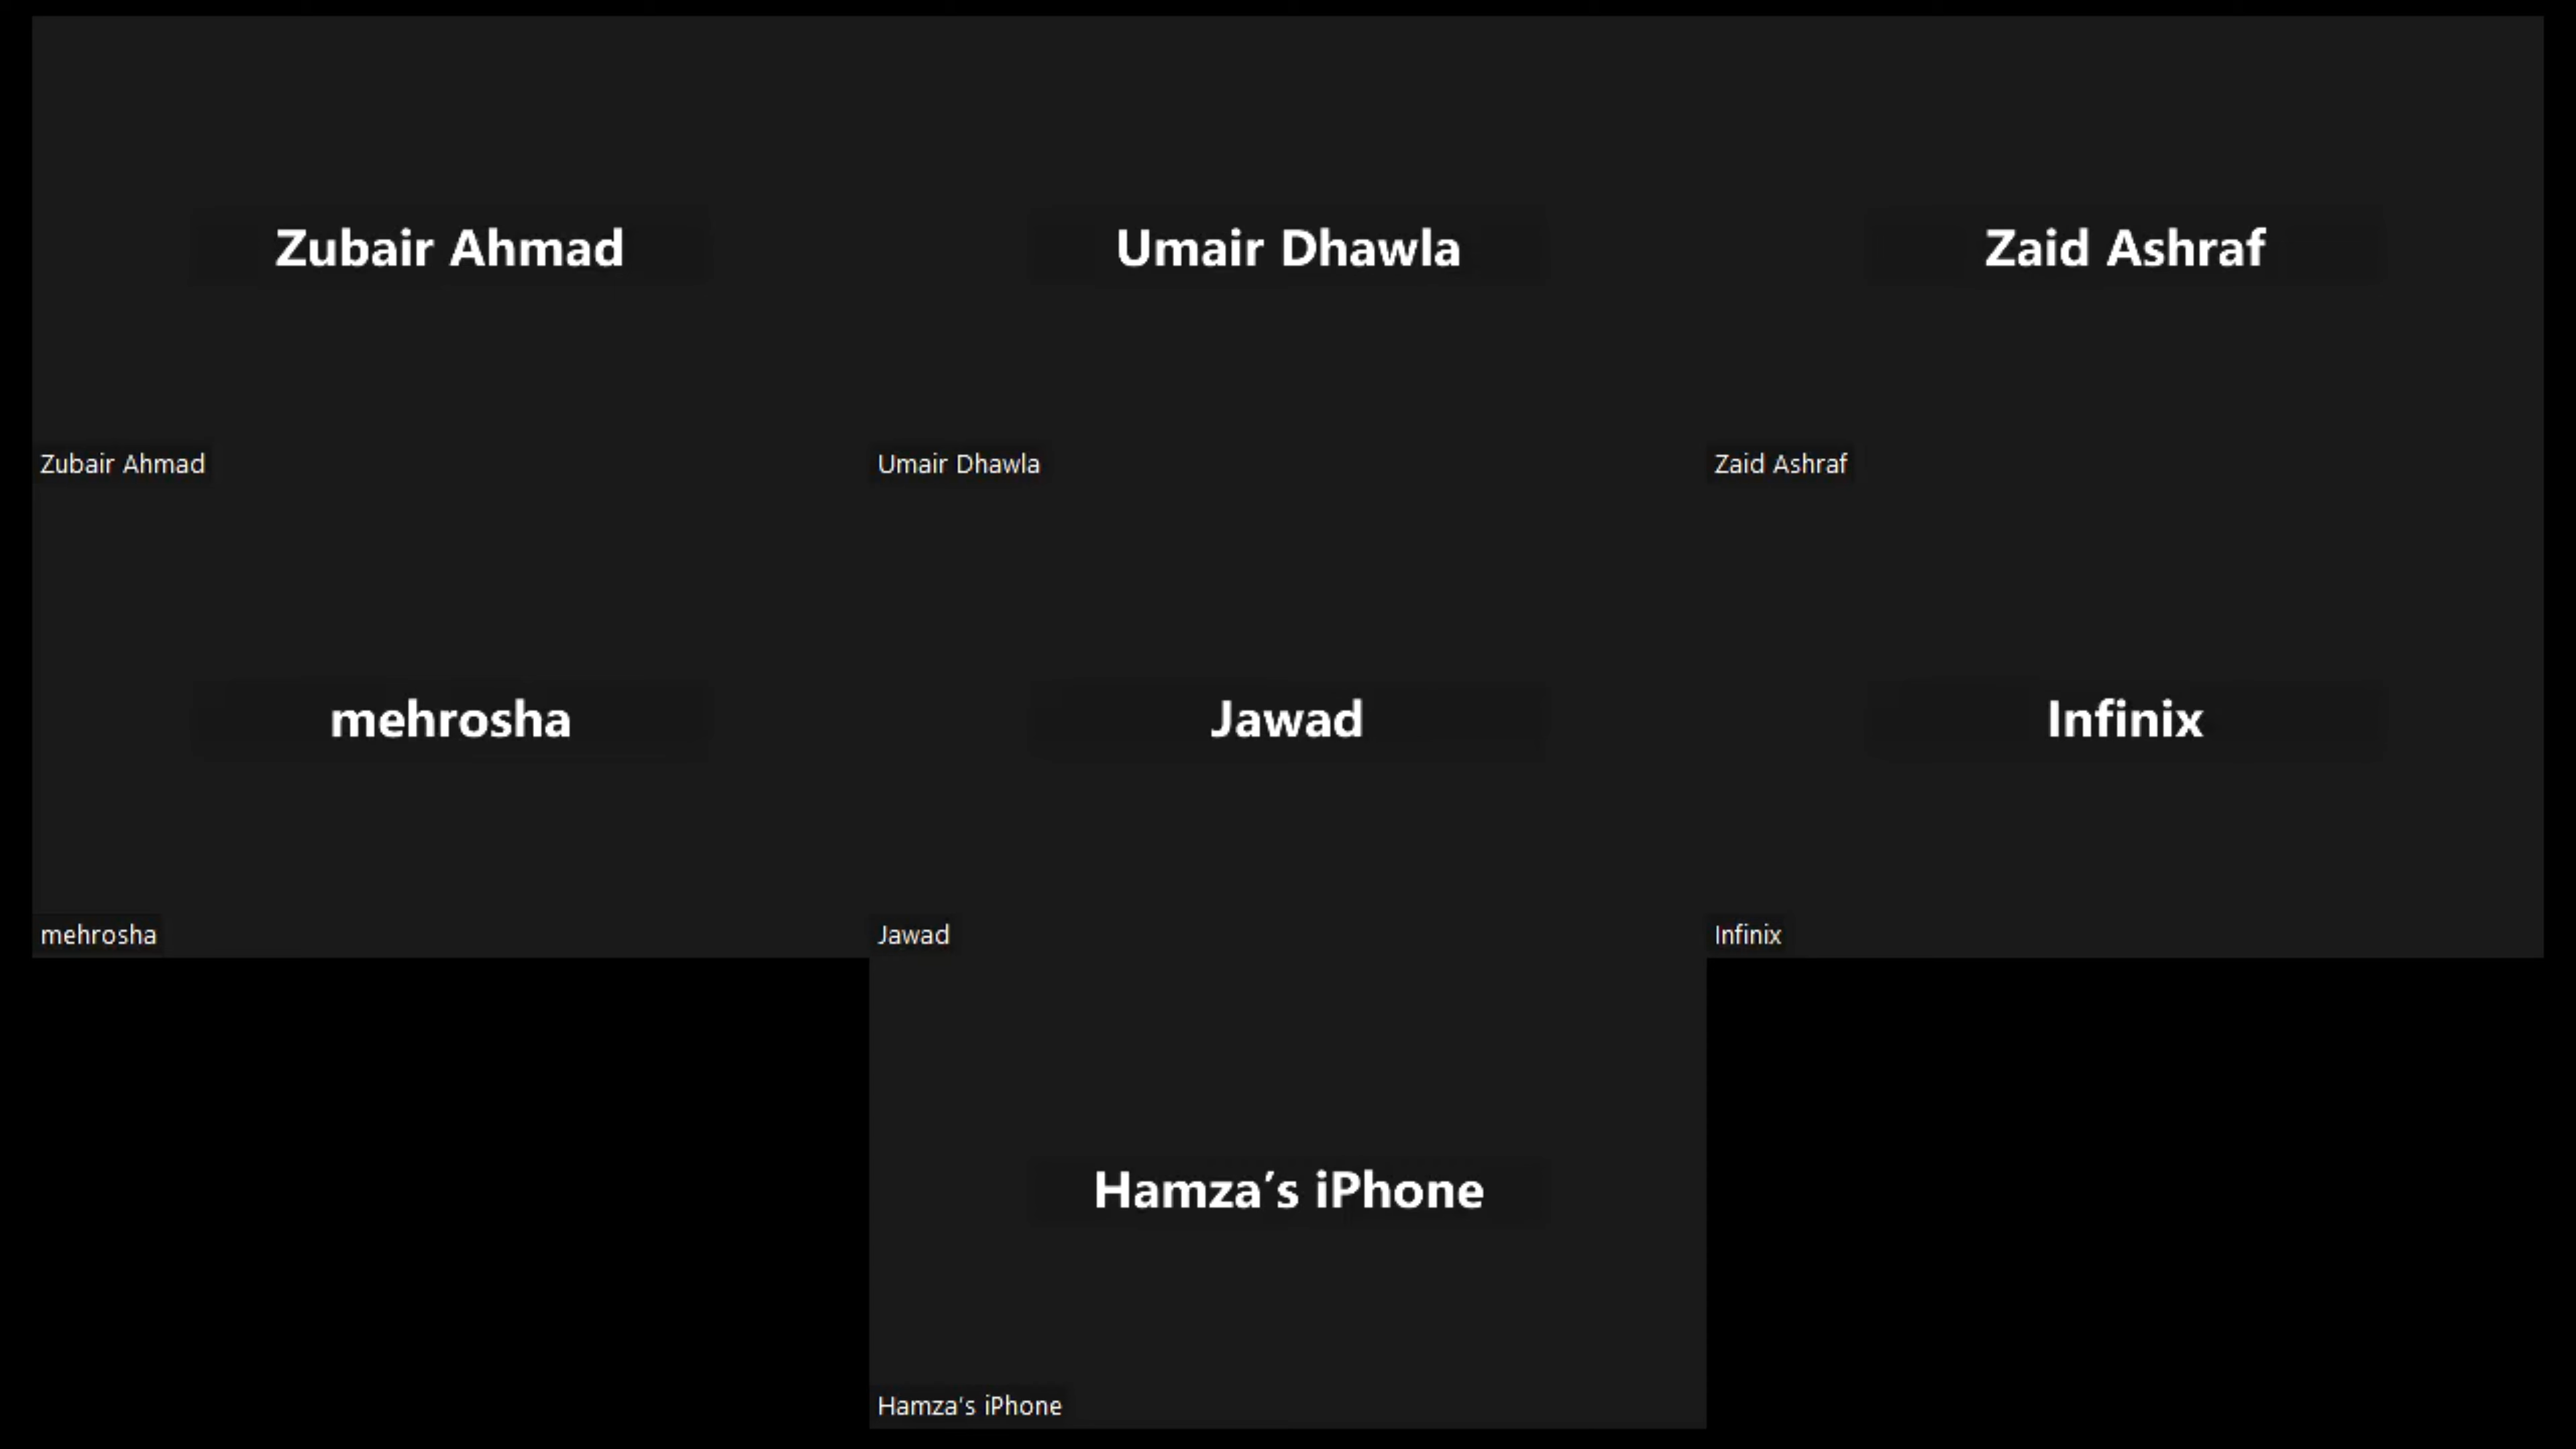 Zubair Ahmad
Umair Dhawla
Zaid Ashraf
Zubair Ahmad
Umair Dhawla
Zaid Ashraf
mehrosha
Jawad
Infinix
mehrosha
Jawad
Infinix
Hamza’s iPhone
Hamza’s iPhone